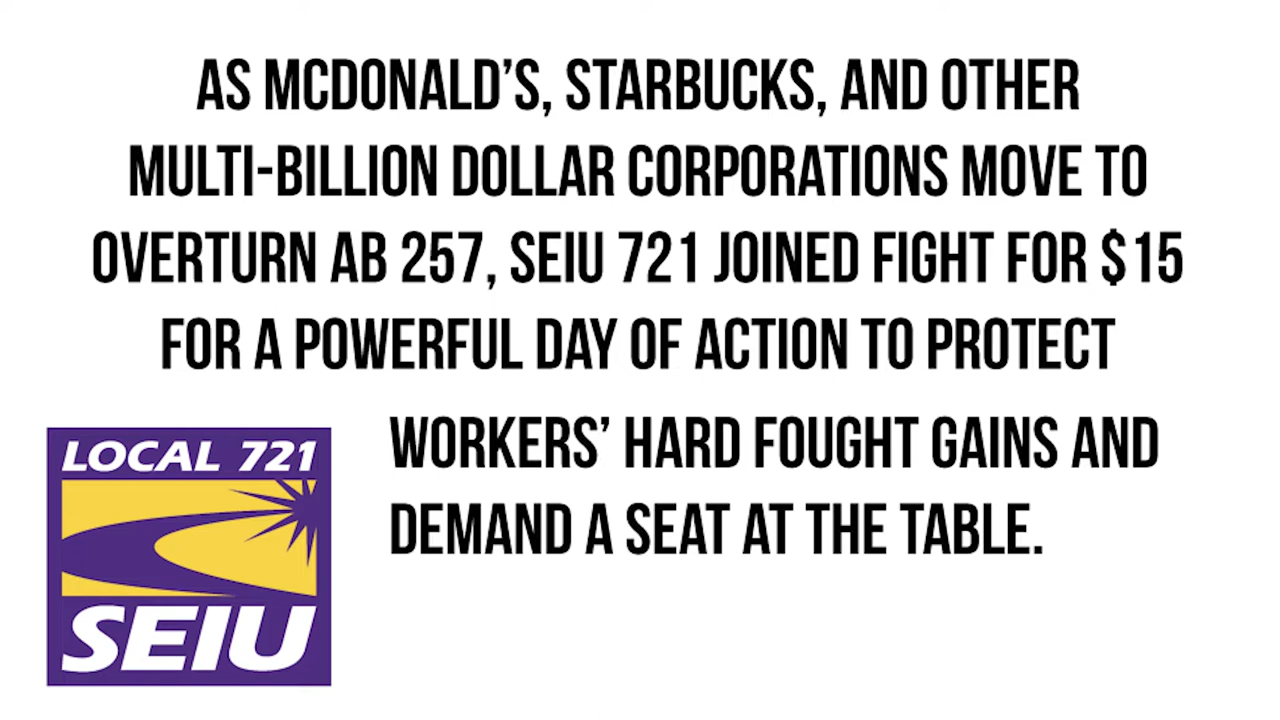 AS MCDONALD'S, STARBUCKS, AND OTHER
MULTI-BILLION DOLLAR CORPORATIONS MOVE TO
OVERTURN AB 257, SEIU 721 JOINED FIGHT FOR $15
FOR A POWERFUL DAY OF ACTION TO PROTECT
WORKERS' HARD FOUGHT GAINS AND
DEMAND A SEAT AT THE TABLE.
LOCAL 721
SEIU